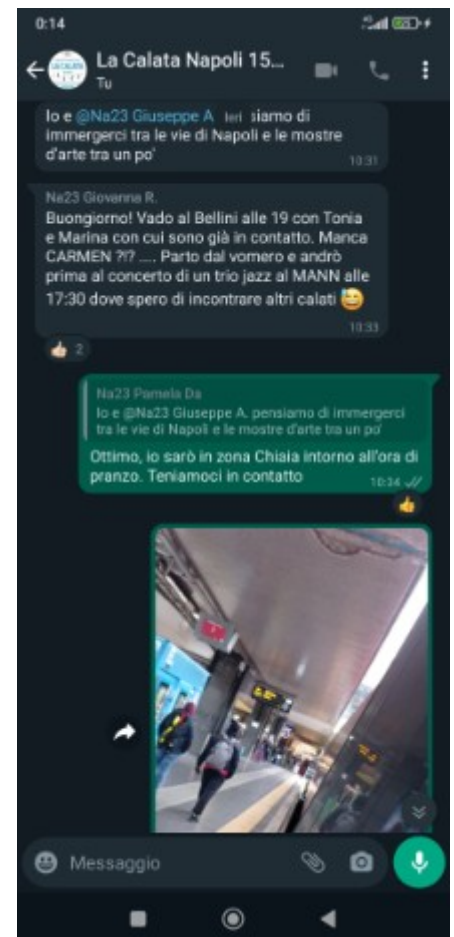 0:14
La Calata Napoli 15...
Tu
Io e @Na23 Giuseppe A Ieri siamo di
immergerci tra le vie di Napoli e le mostre
d'arte tra un po'
10:31
Na23 Giovanna R.
Buongiorno! Vado al Bellini alle 19 con Tonia
e Marina con cui sono già in contatto. Manca
CARMEN ?!? .... Parto dal vomero e andrò
prima al concerto di un trio jazz al MANN alle
17:30 dove spero di incontrare altri calati
10:33
2
Na23 Pamela Da
Io e @Na23 Giuseppe A. pensiamo di immergerci
tra le vie di Napoli e le mostre d'arte tra un po'
Ottimo, io sarò in zona Chiaia intorno all'ora di
pranzo. Teniamoci in contatto
10:34
Messaggio